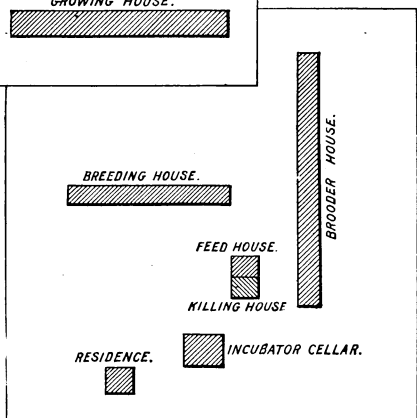 GROWING HOUSE.
BREEDING HOUSE.
BROODER HOUSE.
FEED HOUSE.
KILLING HOUSE
INCUBATOR CELLAR.
RESIDENCE.